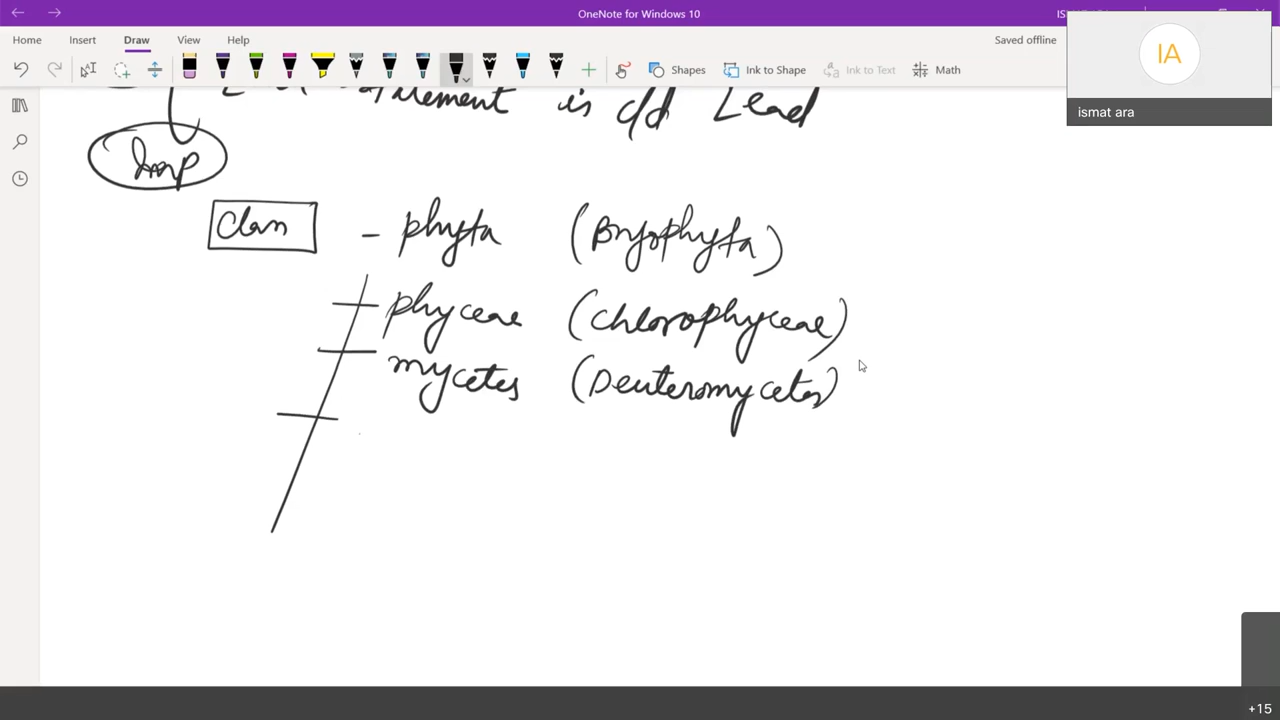 OneNote for Windows 10
Home Insert Draw View Help
Saved offline
IA
ismat ara
Shapes Ink to Shape Ink to Text Math
is c/d Lead
Imp
Class - phyta (Bryophyta)
phyceae (Chlorophyceae)
mycetes (Deuteromycetes)
+15